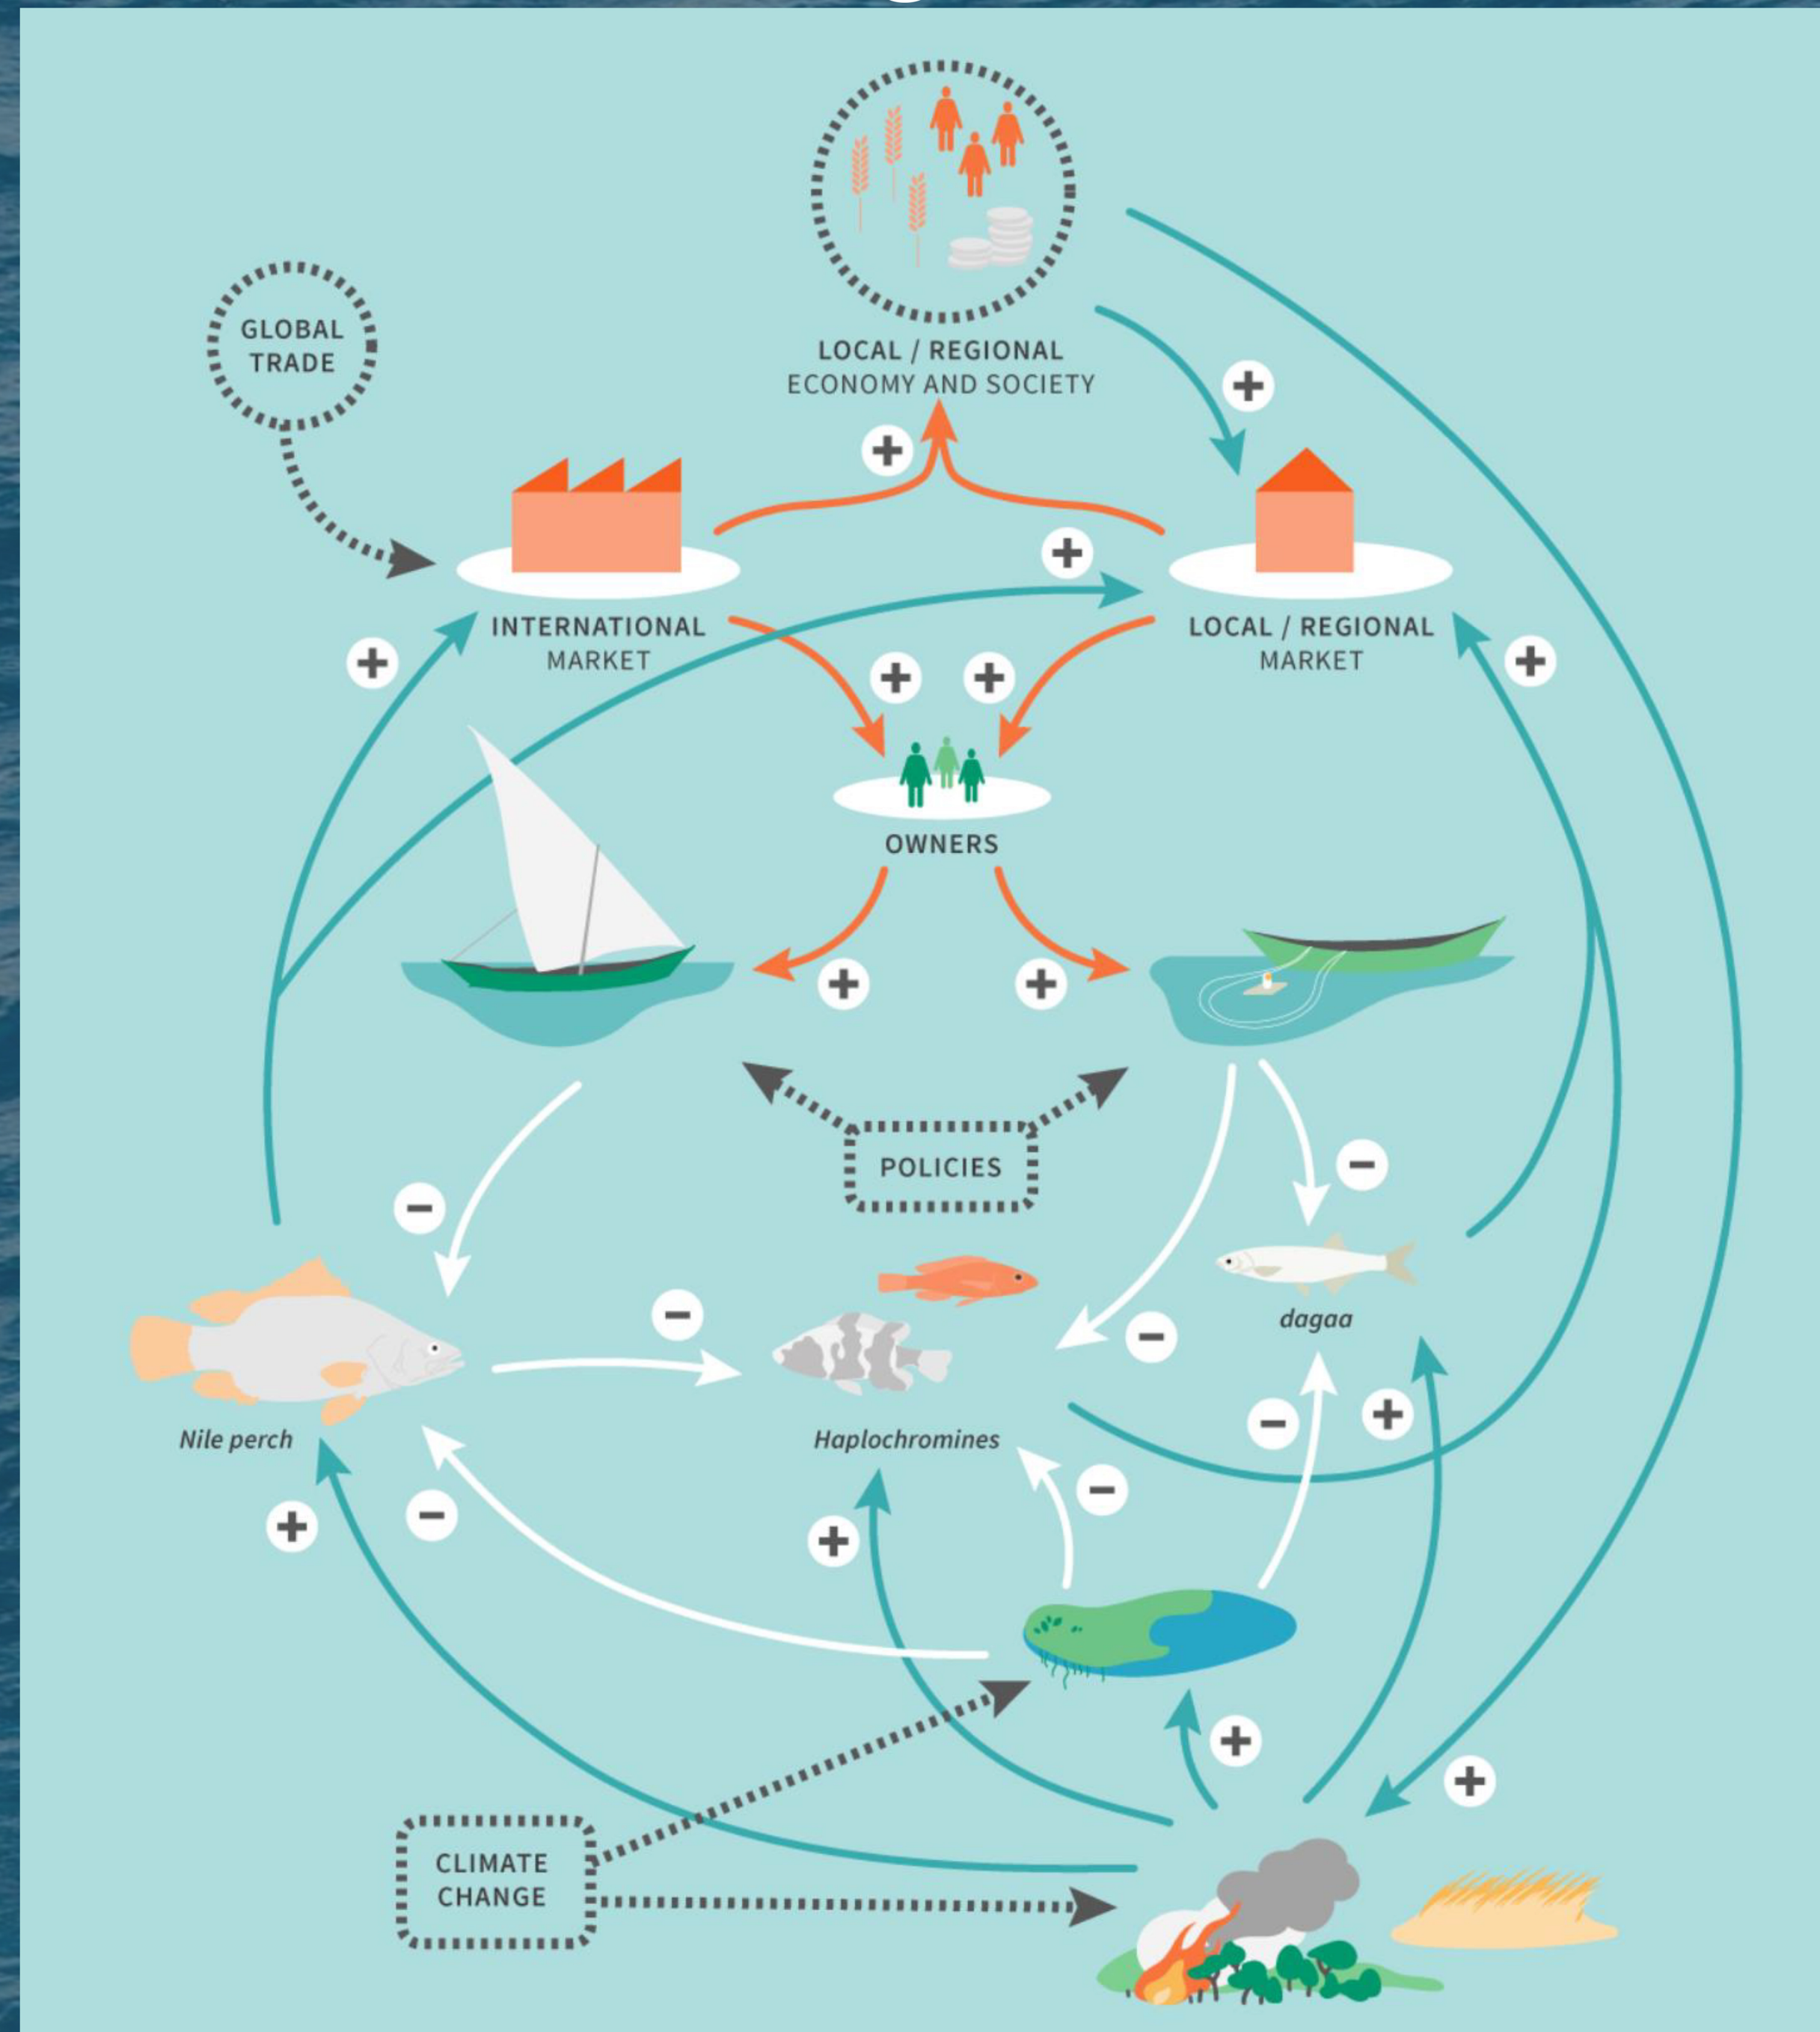 GLOBAL
TRADE
LOCAL / REGIONAL
ECONOMY AND SOCIETY
INTERNATIONAL
MARKET
LOCAL / REGIONAL
MARKET
OWNERS
POLICIES
dagaa
Nile perch
Haplochromines
CLIMATE
CHANGE